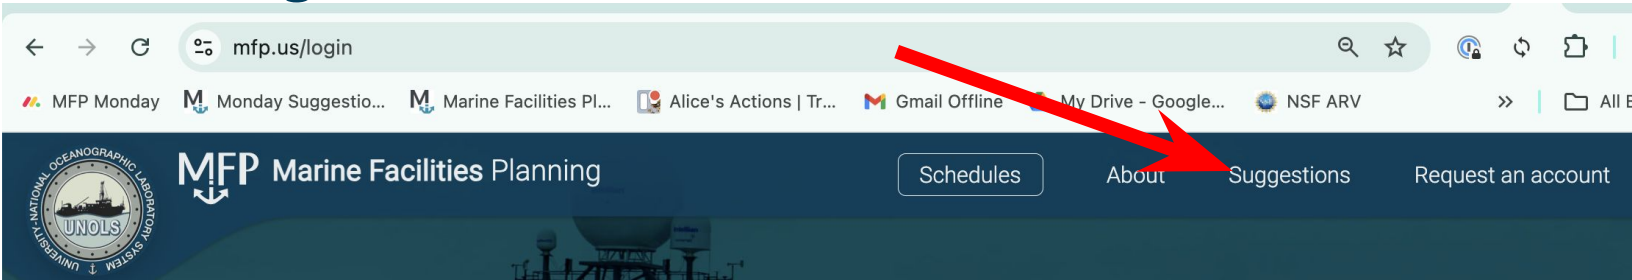 mfp.us/login
MFP Monday Monday Suggestio... Marine Facilities Pl... Alice's Actions | Tr... Gmail Offline My Drive - Google... NSF ARV » All
UNIVERSITY-NATIONAL OCEANOGRAPHIC LABORATORY SYSTEM
UNOLS
MFP Marine Facilities Planning Schedules About Suggestions Request an account